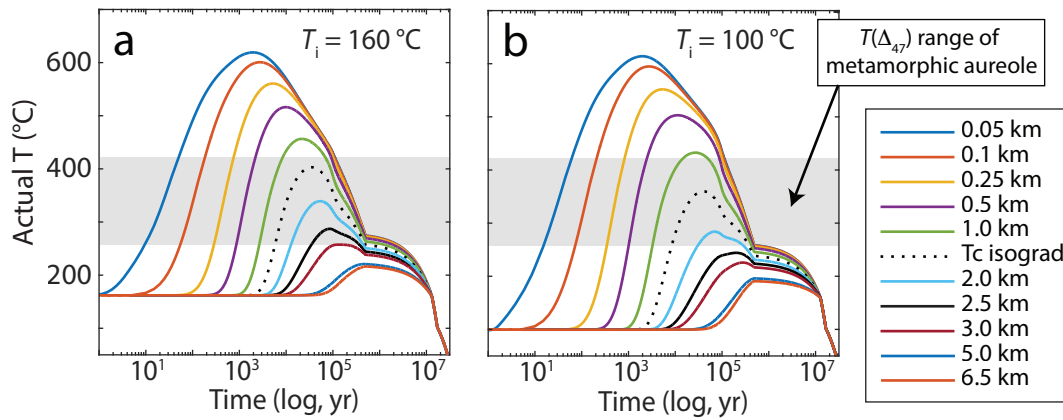 a
T_i = 160 °C
b
T_i = 100 °C
T(Δ_47) range of
metamorphic aureole
600
400
200
Actual T (°C)
10^1
10^3
10^5
10^7
Time (log, yr)
10^1
10^3
10^5
10^7
Time (log, yr)
0.05 km
0.1 km
0.25 km
0.5 km
1.0 km
Tc isograd
2.0 km
2.5 km
3.0 km
5.0 km
6.5 km